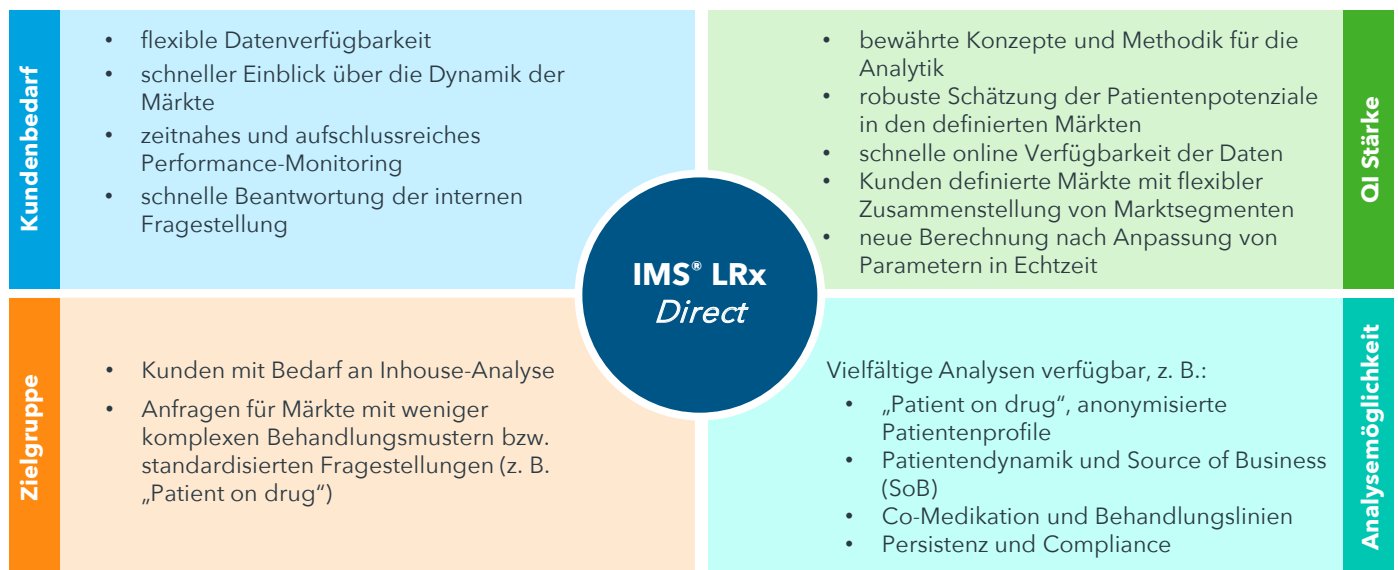 Kundenbedarf
• flexible Datenverfügbarkeit
• schneller Einblick über die Dynamik der
Märkte
• zeitnahes und aufschlussreiches
Performance-Monitoring
• schnelle Beantwortung der internen
Fragestellung
• bewährte Konzepte und Methodik für die
Analytik
• robuste Schätzung der Patientenpotenziale
in den definierten Märkten
• schnelle online Verfügbarkeit der Daten
• Kunden definierte Märkte mit flexibler
Zusammenstellung von Marktsegmenten
• neue Berechnung nach Anpassung von
Parametern in Echtzeit
QI Stärke
IMS® LRx
Direct
Zielgruppe
• Kunden mit Bedarf an Inhouse-Analyse
• Anfragen für Märkte mit weniger
komplexen Behandlungsmustern bzw.
standardisierten Fragestellungen (z. B.
„Patient on drug“)
Vielfältige Analysen verfügbar, z. B.:
• „Patient on drug“, anonymisierte
Patientenprofile
• Patientendynamik und Source of Business
(SoB)
• Co-Medikation und Behandlungslinien
• Persistenz und Compliance
Analysemöglichkeit